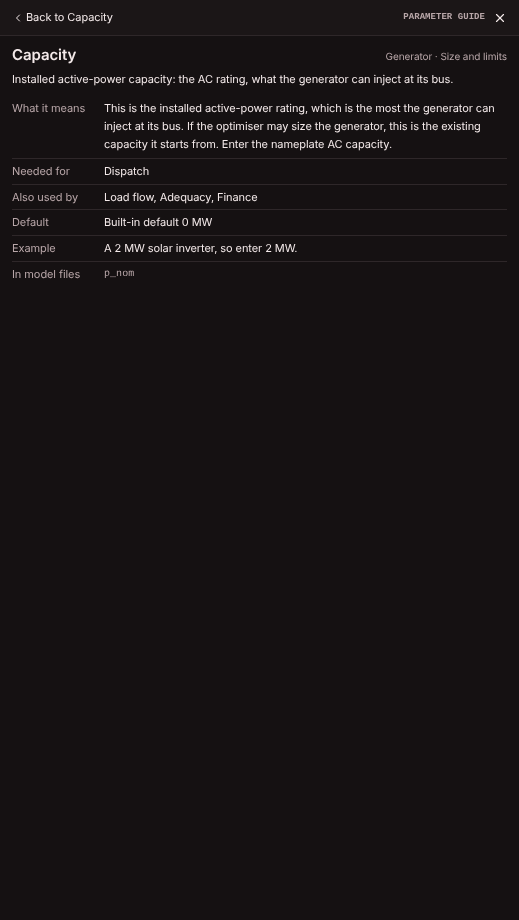 Back to Capacity
PARAMETER GUIDE
Capacity
Generator · Size and limits
Installed active-power capacity: the AC rating, what the generator can inject at its bus.
What it means
This is the installed active-power rating, which is the most the generator can
inject at its bus. If the optimiser may size the generator, this is the existing
capacity it starts from. Enter the nameplate AC capacity.
Needed for
Dispatch
Also used by
Load flow, Adequacy, Finance
Default
Built-in default 0 MW
Example
A 2 MW solar inverter, so enter 2 MW.
In model files
p_nom